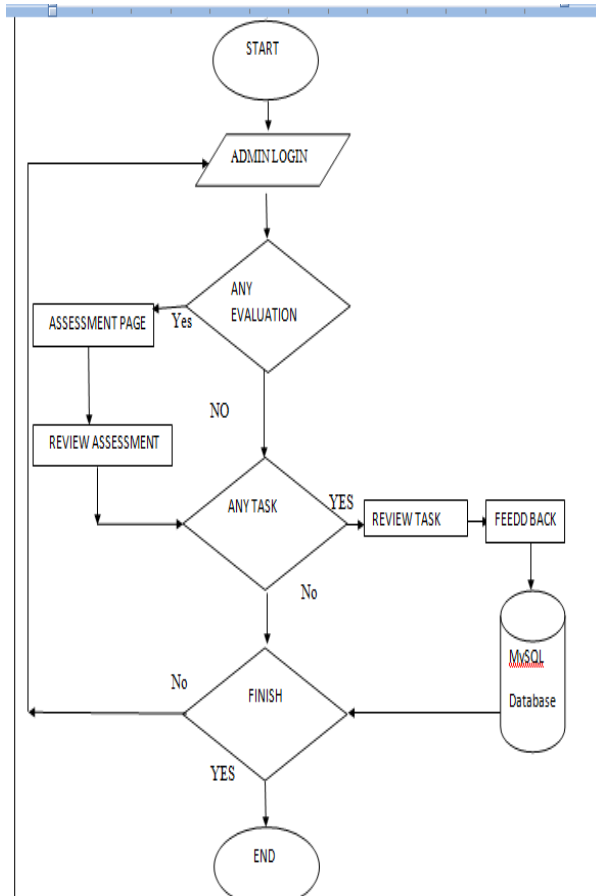 START
ADMIN LOGIN
ANY
EVALUATION
Yes
ASSESSMENT PAGE
NO
REVIEW ASSESSMENT
ANY TASK
YES
REVIEW TASK
FEEDD BACK
No
MySQL
Database
No
FINISH
YES
END